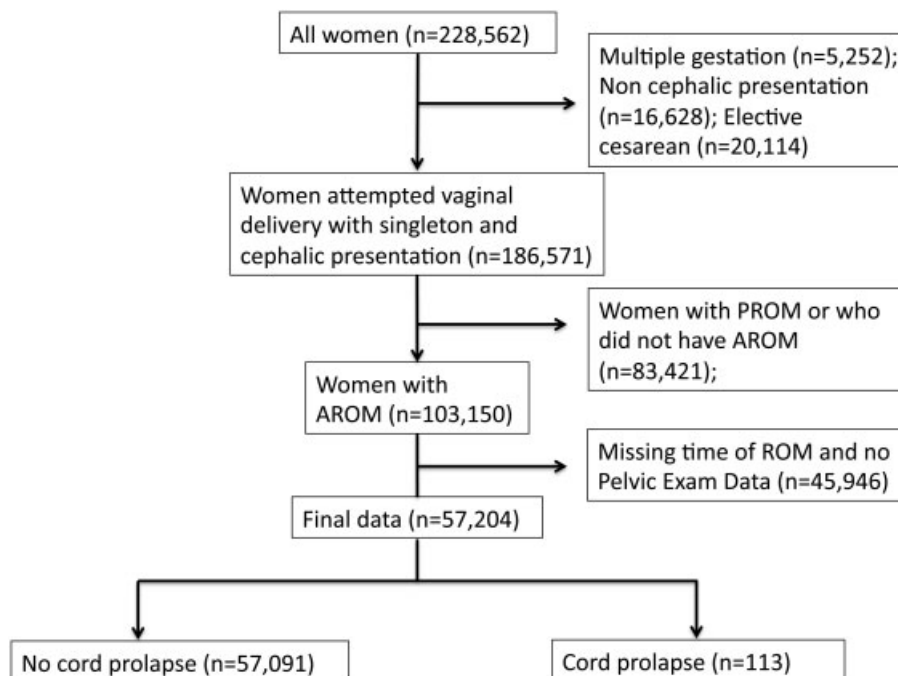 All women (n=228,562)
Multiple gestation (n=5,252);
Non cephalic presentation
(n=16,628); Elective
cesarean (n=20,114)
Women attempted vaginal
delivery with singleton and
cephalic presentation (n=186,571)
Women with PROM or who
did not have AROM
(n=83,421);
Women with
AROM (n=103,150)
Missing time of ROM and no
Pelvic Exam Data (n=45,946)
Final data (n=57,204)
No cord prolapse (n=57,091)
Cord prolapse (n=113)